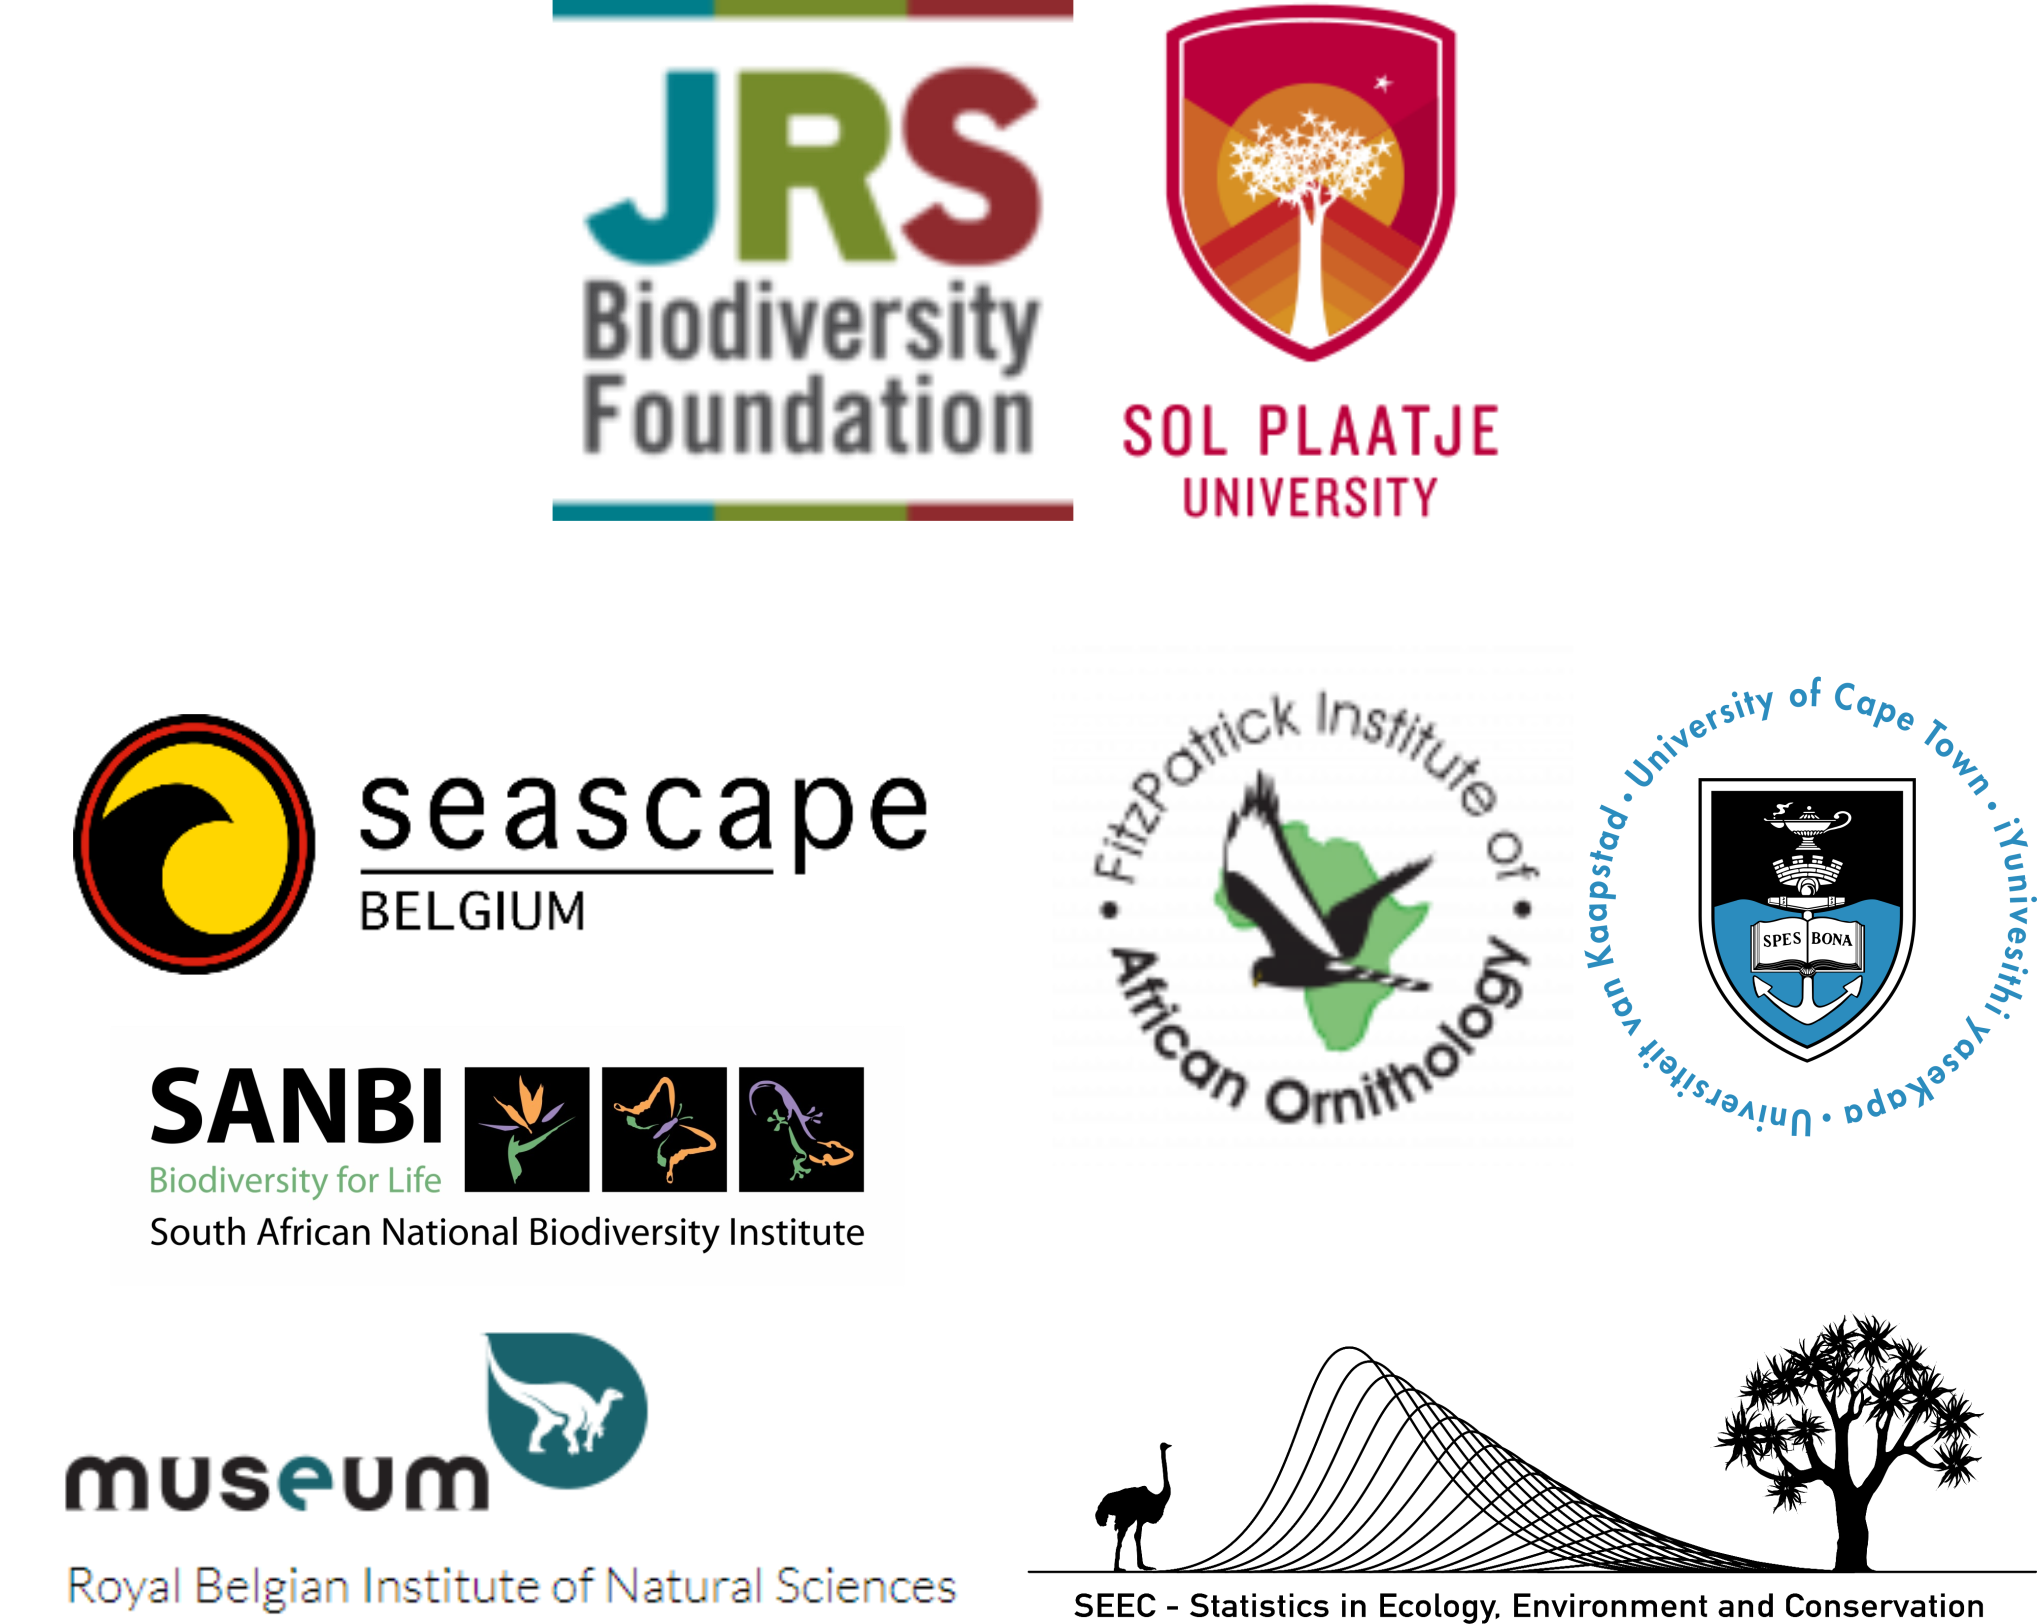 JRS
Biodiversity
Foundation
SOL PLAATJE
UNIVERSITY
seascape
BELGIUM
• FitzPatrick Institute of •
African Ornithology
University of Cape Town • iYunivesithi yaseKapa • Universiteit van Kaapstad •
SPES BONA
SANBI
Biodiversity for Life
South African National Biodiversity Institute
museum
Royal Belgian Institute of Natural Sciences
SEEC - Statistics in Ecology, Environment and Conservation